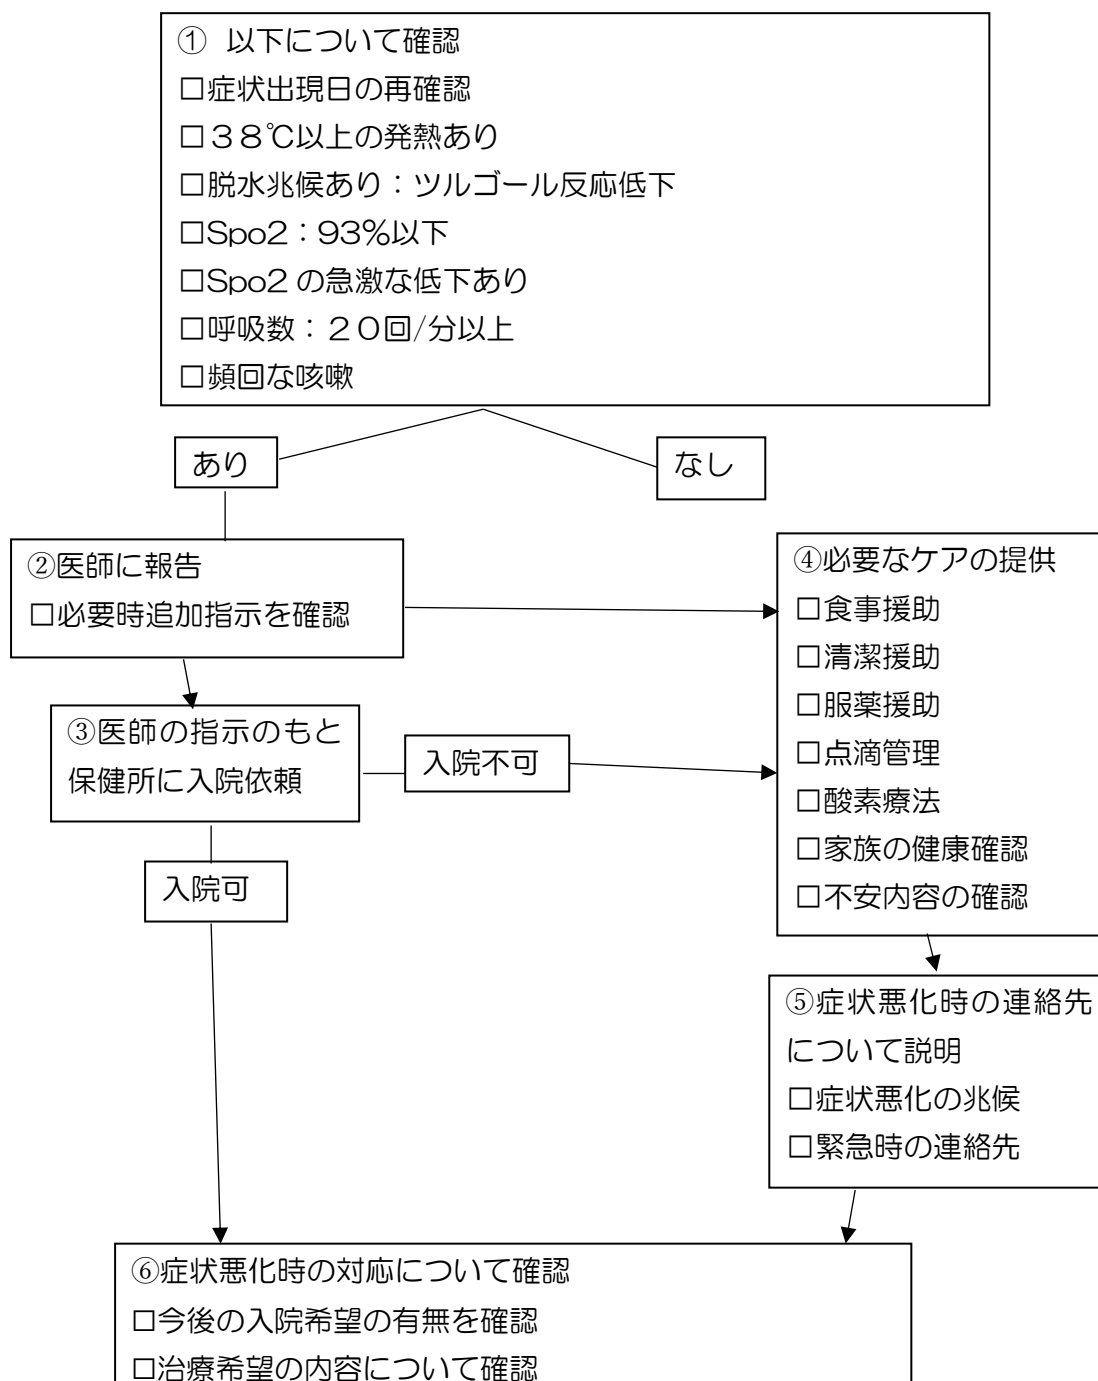 ① 以下について確認
□症状出現日の再確認
□３８℃以上の発熱あり
□脱水兆候あり：ツルゴール反応低下
□Spo2：93％以下
□Spo2 の急激な低下あり
□呼吸数：２０回/分以上
□頻回な咳嗽
あり
なし
②医師に報告
□必要時追加指示を確認
③医師の指示のもと
保健所に入院依頼
入院不可
入院可
④必要なケアの提供
□食事援助
□清潔援助
□服薬援助
□点滴管理
□酸素療法
□家族の健康確認
□不安内容の確認
⑤症状悪化時の連絡先
について説明
□症状悪化の兆候
□緊急時の連絡先
⑥症状悪化時の対応について確認
□今後の入院希望の有無を確認
□治療希望の内容について確認